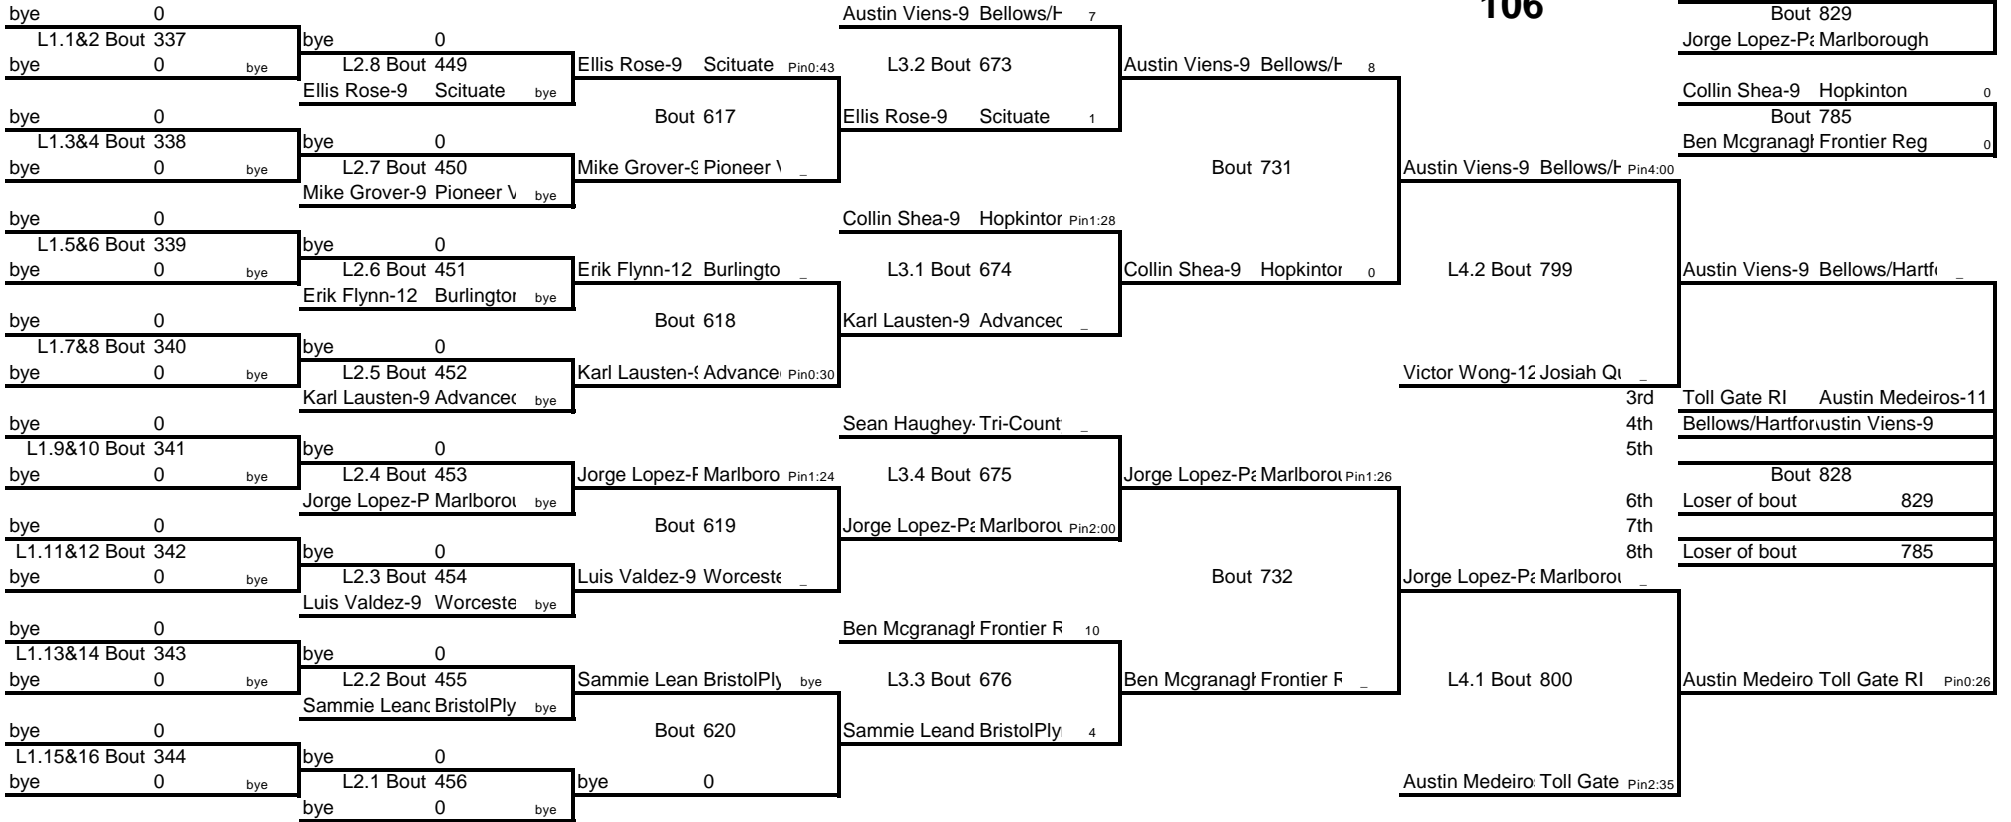 106
bye 0 Austin Viens-9 Bellows/H 7 Bout 829
L1.1&2 Bout 337 bye 0 Jorge Lopez-Pa Marlborough
bye 0 bye L2.8 Bout 449 Ellis Rose-9 Scituate Pin0:43 L3.2 Bout 673 Austin Viens-9 Bellows/H 8
Ellis Rose-9 Scituate bye Collin Shea-9 Hopkinton 0
bye 0 Bout 617 Ellis Rose-9 Scituate 1 Bout 785
L1.3&4 Bout 338 bye 0 Ben Mcgranagh Frontier Reg 0
bye 0 bye L2.7 Bout 450 Mike Grover-9 Pioneer V _ Bout 731 Austin Viens-9 Bellows/H Pin4:00
Mike Grover-9 Pioneer V bye
bye 0 Collin Shea-9 Hopkinton Pin1:28
L1.5&6 Bout 339 bye 0
bye 0 bye L2.6 Bout 451 Erik Flynn-12 Burlingto _ L3.1 Bout 674 Collin Shea-9 Hopkinton 0 L4.2 Bout 799 Austin Viens-9 Bellows/Hartfo _
Erik Flynn-12 Burlington bye
bye 0 Bout 618 Karl Lausten-9 Advanced _
L1.7&8 Bout 340 bye 0
bye 0 bye L2.5 Bout 452 Karl Lausten-9 Advance Pin0:30 Victor Wong-12 Josiah Qu _
Karl Lausten-9 Advanced bye 3rd Toll Gate RI Austin Medeiros-11
bye 0 Sean Haughey- Tri-Count _ 4th Bellows/Hartfor ustin Viens-9
L1.9&10 Bout 341 bye 0 5th
bye 0 bye L2.4 Bout 453 Jorge Lopez-P Marlboro Pin1:24 L3.4 Bout 675 Jorge Lopez-Pa Marlborou Pin1:26 Bout 828
Jorge Lopez-P Marlborou bye 6th Loser of bout 829
bye 0 Bout 619 Jorge Lopez-Pa Marlborou Pin2:00 7th
L1.11&12 Bout 342 bye 0 8th Loser of bout 785
bye 0 bye L2.3 Bout 454 Luis Valdez-9 Worceste _ Bout 732 Jorge Lopez-Pa Marlborou _
Luis Valdez-9 Worceste bye
bye 0 Ben Mcgranagh Frontier R 10
L1.13&14 Bout 343 bye 0
bye 0 bye L2.2 Bout 455 Sammie Lean BristolPly bye L3.3 Bout 676 Ben Mcgranagh Frontier R _ L4.1 Bout 800 Austin Medeiro Toll Gate RI Pin0:26
Sammie Leand BristolPly bye
bye 0 Bout 620 Sammie Leand BristolPly 4
L1.15&16 Bout 344 bye 0
bye 0 bye L2.1 Bout 456 bye 0 Austin Medeiro Toll Gate Pin2:35
bye 0 bye